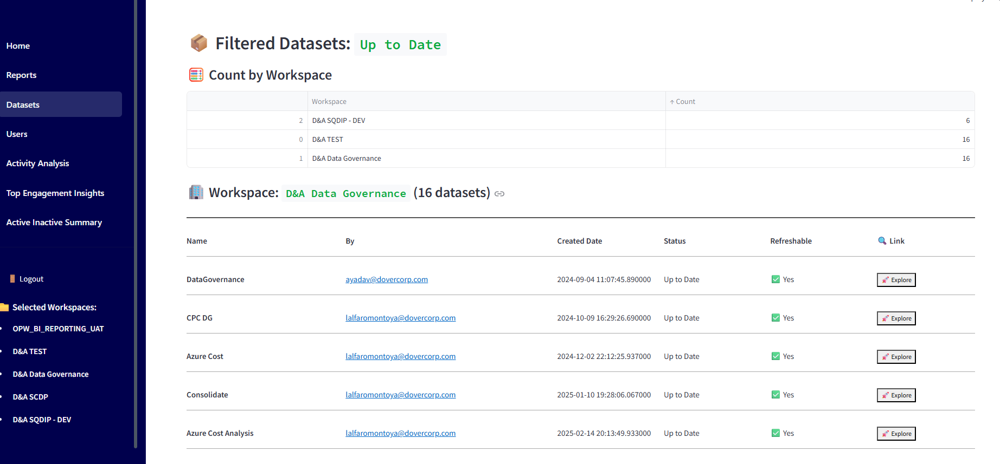 Home
Reports
Datasets
Users
Activity Analysis
Top Engagement Insights
Active Inactive Summary
Logout
Selected Workspaces:
OPW_BI_REPORTING_UAT
D&A TEST
D&A Data Governance
D&A SCDP
D&A SQDIP - DEV
Filtered Datasets: Up to Date
Count by Workspace
Workspace ↑ Count
2 D&A SQDIP - DEV 6
0 D&A TEST 16
1 D&A Data Governance 16
Workspace: D&A Data Governance (16 datasets)
Name By Created Date Status Refreshable Link
DataGovernance ayadav@dovercorp.com 2024-09-04 11:07:45.890000 Up to Date Yes Explore
CPC DG lalfaromontoya@dovercorp.com 2024-10-09 16:29:26.690000 Up to Date Yes Explore
Azure Cost lalfaromontoya@dovercorp.com 2024-12-02 22:12:25.937000 Up to Date Yes Explore
Consolidate lalfaromontoya@dovercorp.com 2025-01-10 19:28:06.067000 Up to Date Yes Explore
Azure Cost Analysis lalfaromontoya@dovercorp.com 2025-02-14 20:13:49.933000 Up to Date Yes Explore